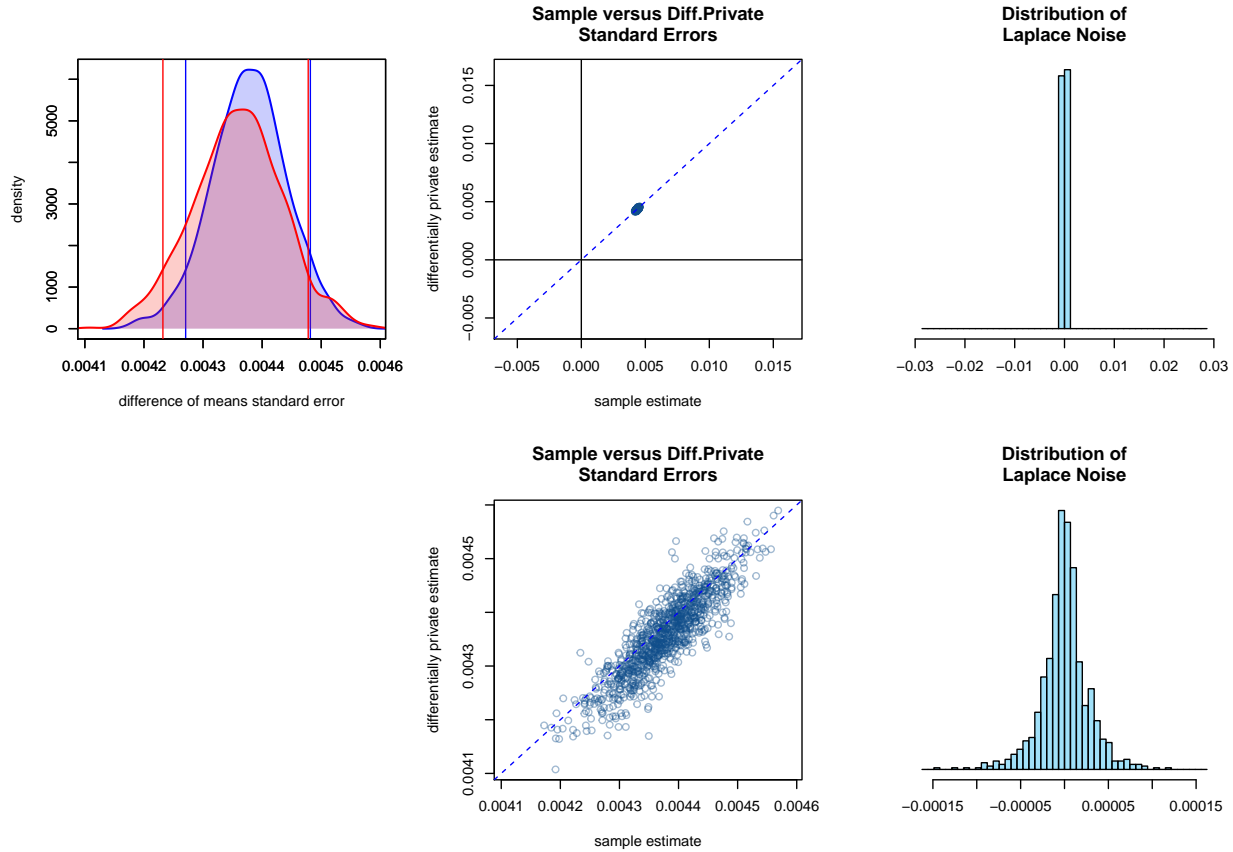 Sample versus Diff.Private
Standard Errors
Distribution of
Laplace Noise
density
0 1000 3000 5000
0.0041 0.0042 0.0043 0.0044 0.0045 0.0046
difference of means standard error
differentially private estimate
−0.005 0.000 0.005 0.010 0.015
−0.005 0.000 0.005 0.010 0.015
sample estimate
−0.03 −0.02 −0.01 0.00 0.01 0.02 0.03
Sample versus Diff.Private
Standard Errors
Distribution of
Laplace Noise
differentially private estimate
0.0041 0.0043 0.0045
0.0041 0.0042 0.0043 0.0044 0.0045 0.0046
sample estimate
−0.00015 −0.00005 0.00005 0.00015